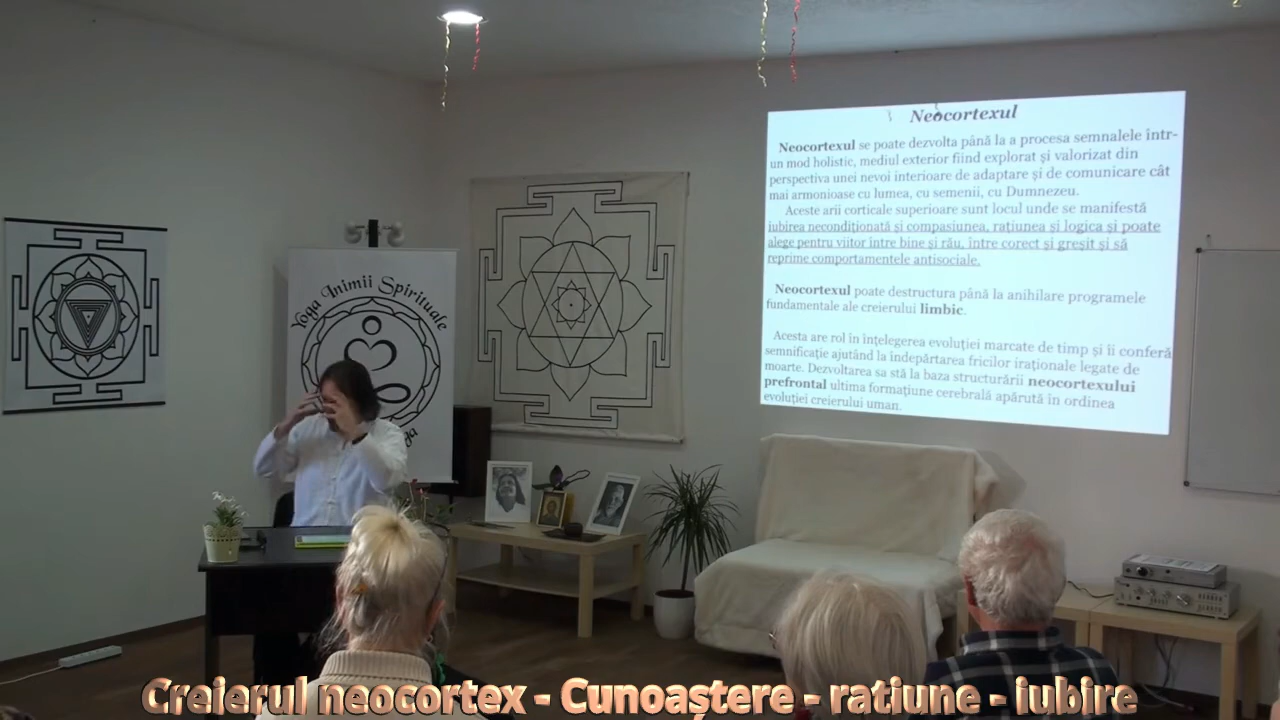 Neocortexul
Neocortexul se poate dezvolta până la a procesa semnalele într-
un mod holistic, mediul exterior fiind explorat și valorizat din
perspectiva unei nevoi interioare de adaptare și de comunicare cât
mai armonioase cu lumea, cu semenii, cu Dumnezeu.
Aceste arii corticale superioare sunt locul unde se manifestă
iubirea necondiționată și compasiunea, rațiunea și logica și poate
alege pentru viitor între bine și rău, între corect și greșit și să
reprime comportamentele antisociale.
Neocortexul poate destructura până la anihilare programele
fundamentale ale creierului limbic.
Acesta are rol în înțelegerea evoluției marcate de timp și îi conferă
semnificație ajutând la îndepărtarea fricilor iraționale legate de
moarte. Dezvoltarea sa stă la baza structurării neocortexului
prefrontal ultima formațiune cerebrală apărută în ordinea
evoluției creierului uman.
Yoga Inimii Spirituale
Creierul neocortex - Cunoaștere - rațiune - iubire